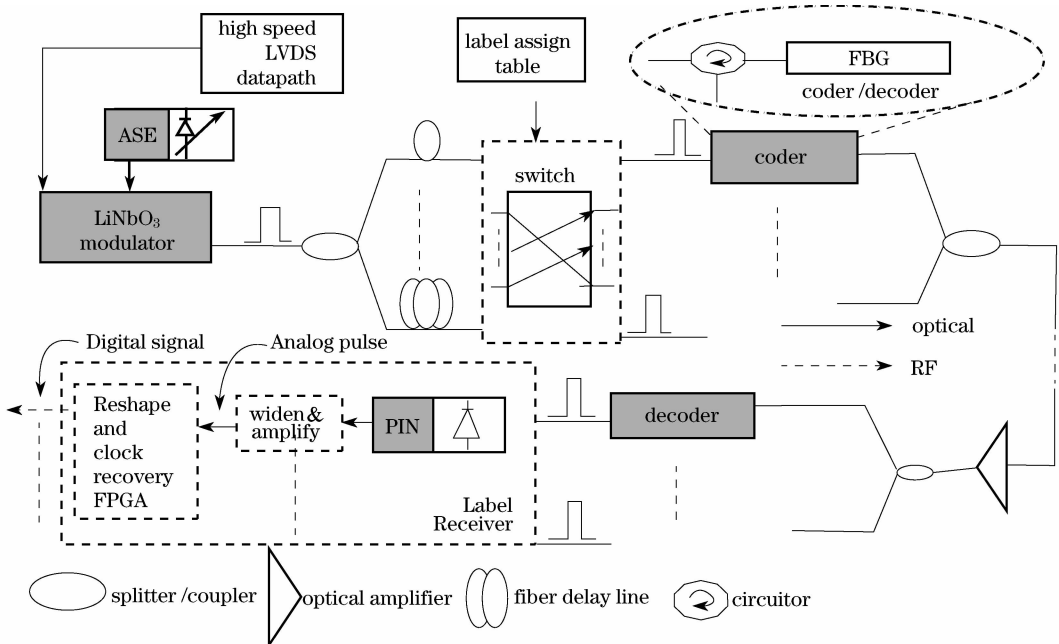 high speed
LVDS
datapath
label assign
table
FBG
coder/decoder
ASE
coder
switch
LiNbO3
modulator
optical
RF
Digital signal
Analog pulse
Reshape
and
clock
recovery
FPGA
widen&
amplify
PIN
decoder
Label
Receiver
splitter/coupler
optical amplifier
fiber delay line
circuitor